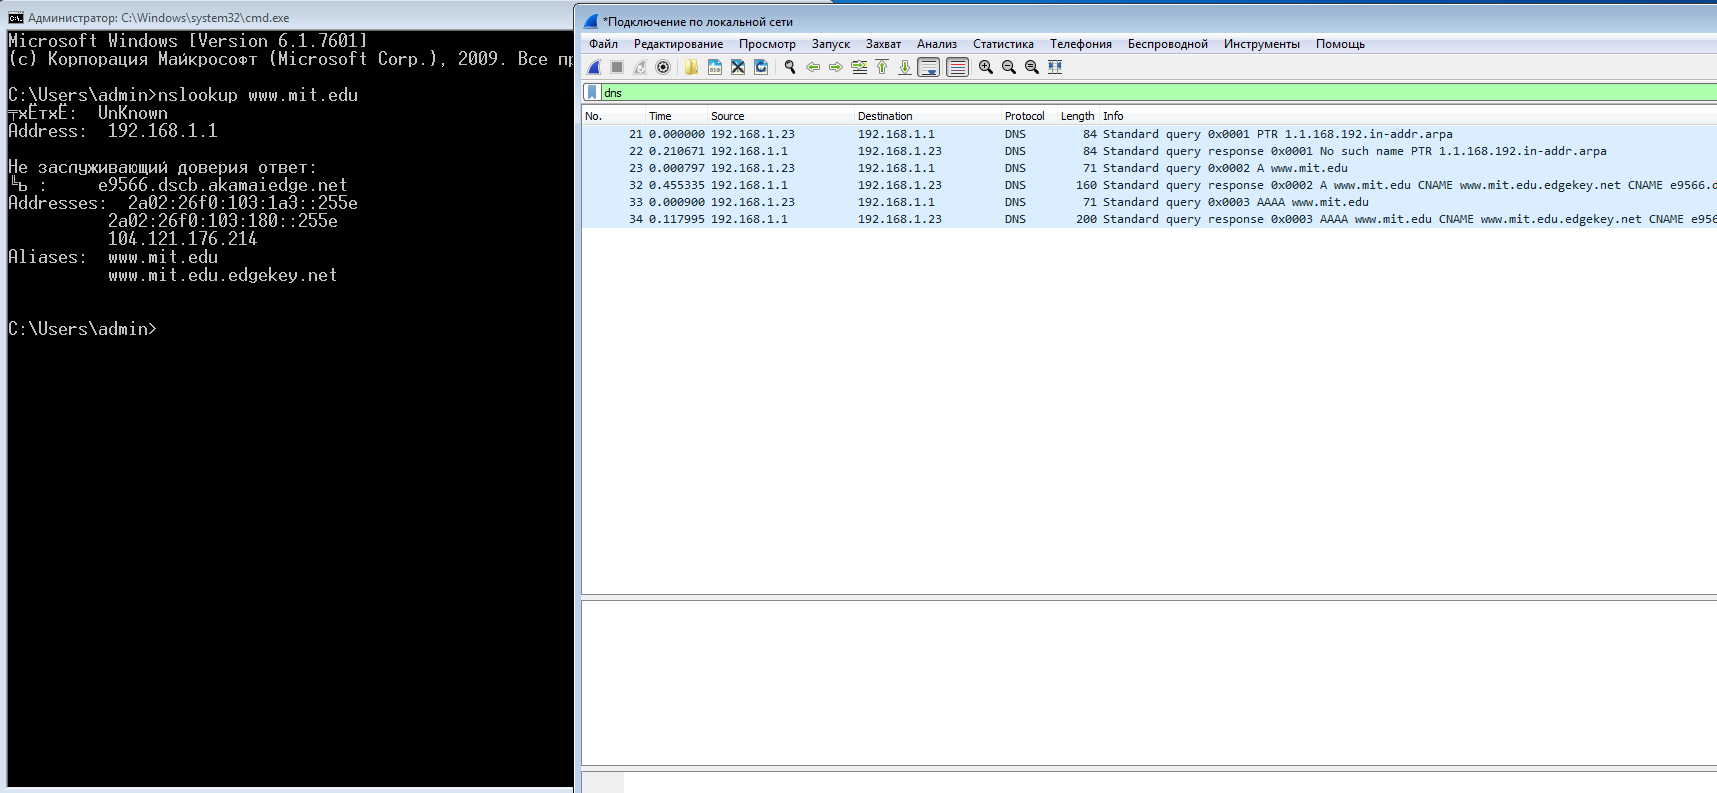 Администратор: C:\Windows\system32\cmd.exe
Microsoft Windows [Version 6.1.7601]
(c) Корпорация Майкрософт (Microsoft Corp.), 2009. Все пр
C:\Users\admin>nslookup www.mit.edu
╤хЁтхЁ:  UnKnown
Address:  192.168.1.1
Не заслуживающий доверия ответ:
╚ь :     e9566.dscb.akamaiedge.net
Addresses:  2a02:26f0:103:1a3::255e
2a02:26f0:103:180::255e
104.121.176.214
Aliases:  www.mit.edu
www.mit.edu.edgekey.net
C:\Users\admin>
*Подключение по локальной сети
Файл Редактирование Просмотр Запуск Захват Анализ Статистика Телефония Беспроводной Инструменты Помощь
dns
No. Time Source Destination Protocol Length Info
21 0.000000 192.168.1.23 192.168.1.1 DNS 84 Standard query 0x0001 PTR 1.1.168.192.in-addr.arpa
22 0.210671 192.168.1.1 192.168.1.23 DNS 84 Standard query response 0x0001 No such name PTR 1.1.168.192.in-addr.arpa
23 0.000797 192.168.1.23 192.168.1.1 DNS 71 Standard query 0x0002 A www.mit.edu
32 0.455335 192.168.1.1 192.168.1.23 DNS 160 Standard query response 0x0002 A www.mit.edu CNAME www.mit.edu.edgekey.net CNAME e9566.d
33 0.000900 192.168.1.23 192.168.1.1 DNS 71 Standard query 0x0003 AAAA www.mit.edu
34 0.117995 192.168.1.1 192.168.1.23 DNS 200 Standard query response 0x0003 AAAA www.mit.edu CNAME www.mit.edu.edgekey.net CNAME e956